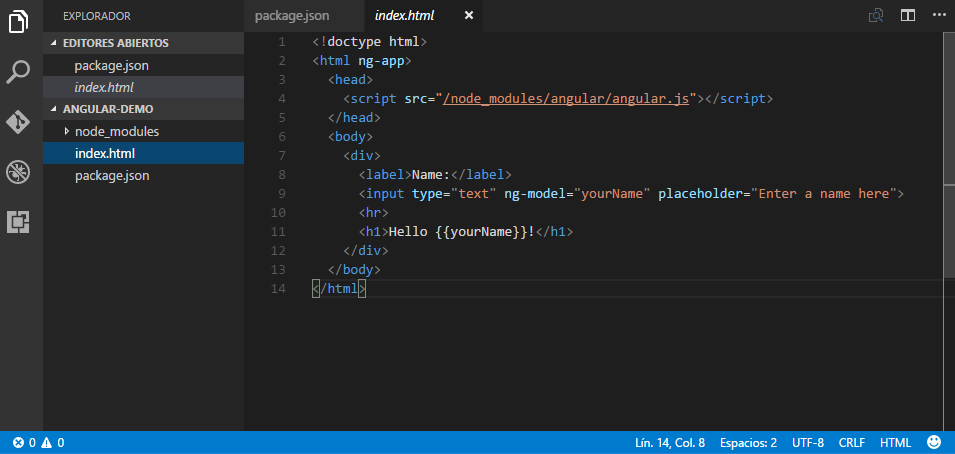 EXPLORADOR
EDITORES ABIERTOS
package.json
index.html
ANGULAR-DEMO
node_modules
index.html
package.json
package.json index.html
1 <!doctype html>
2 <html ng-app>
3 <head>
4 <script src="/node_modules/angular/angular.js"></script>
5 </head>
6 <body>
7 <div>
8 <label>Name:</label>
9 <input type="text" ng-model="yourName" placeholder="Enter a name here">
10 <hr>
11 <h1>Hello {{yourName}}!</h1>
12 </div>
13 </body>
14 </html>
0 0 Lín. 14, Col. 8 Espacios: 2 UTF-8 CRLF HTML